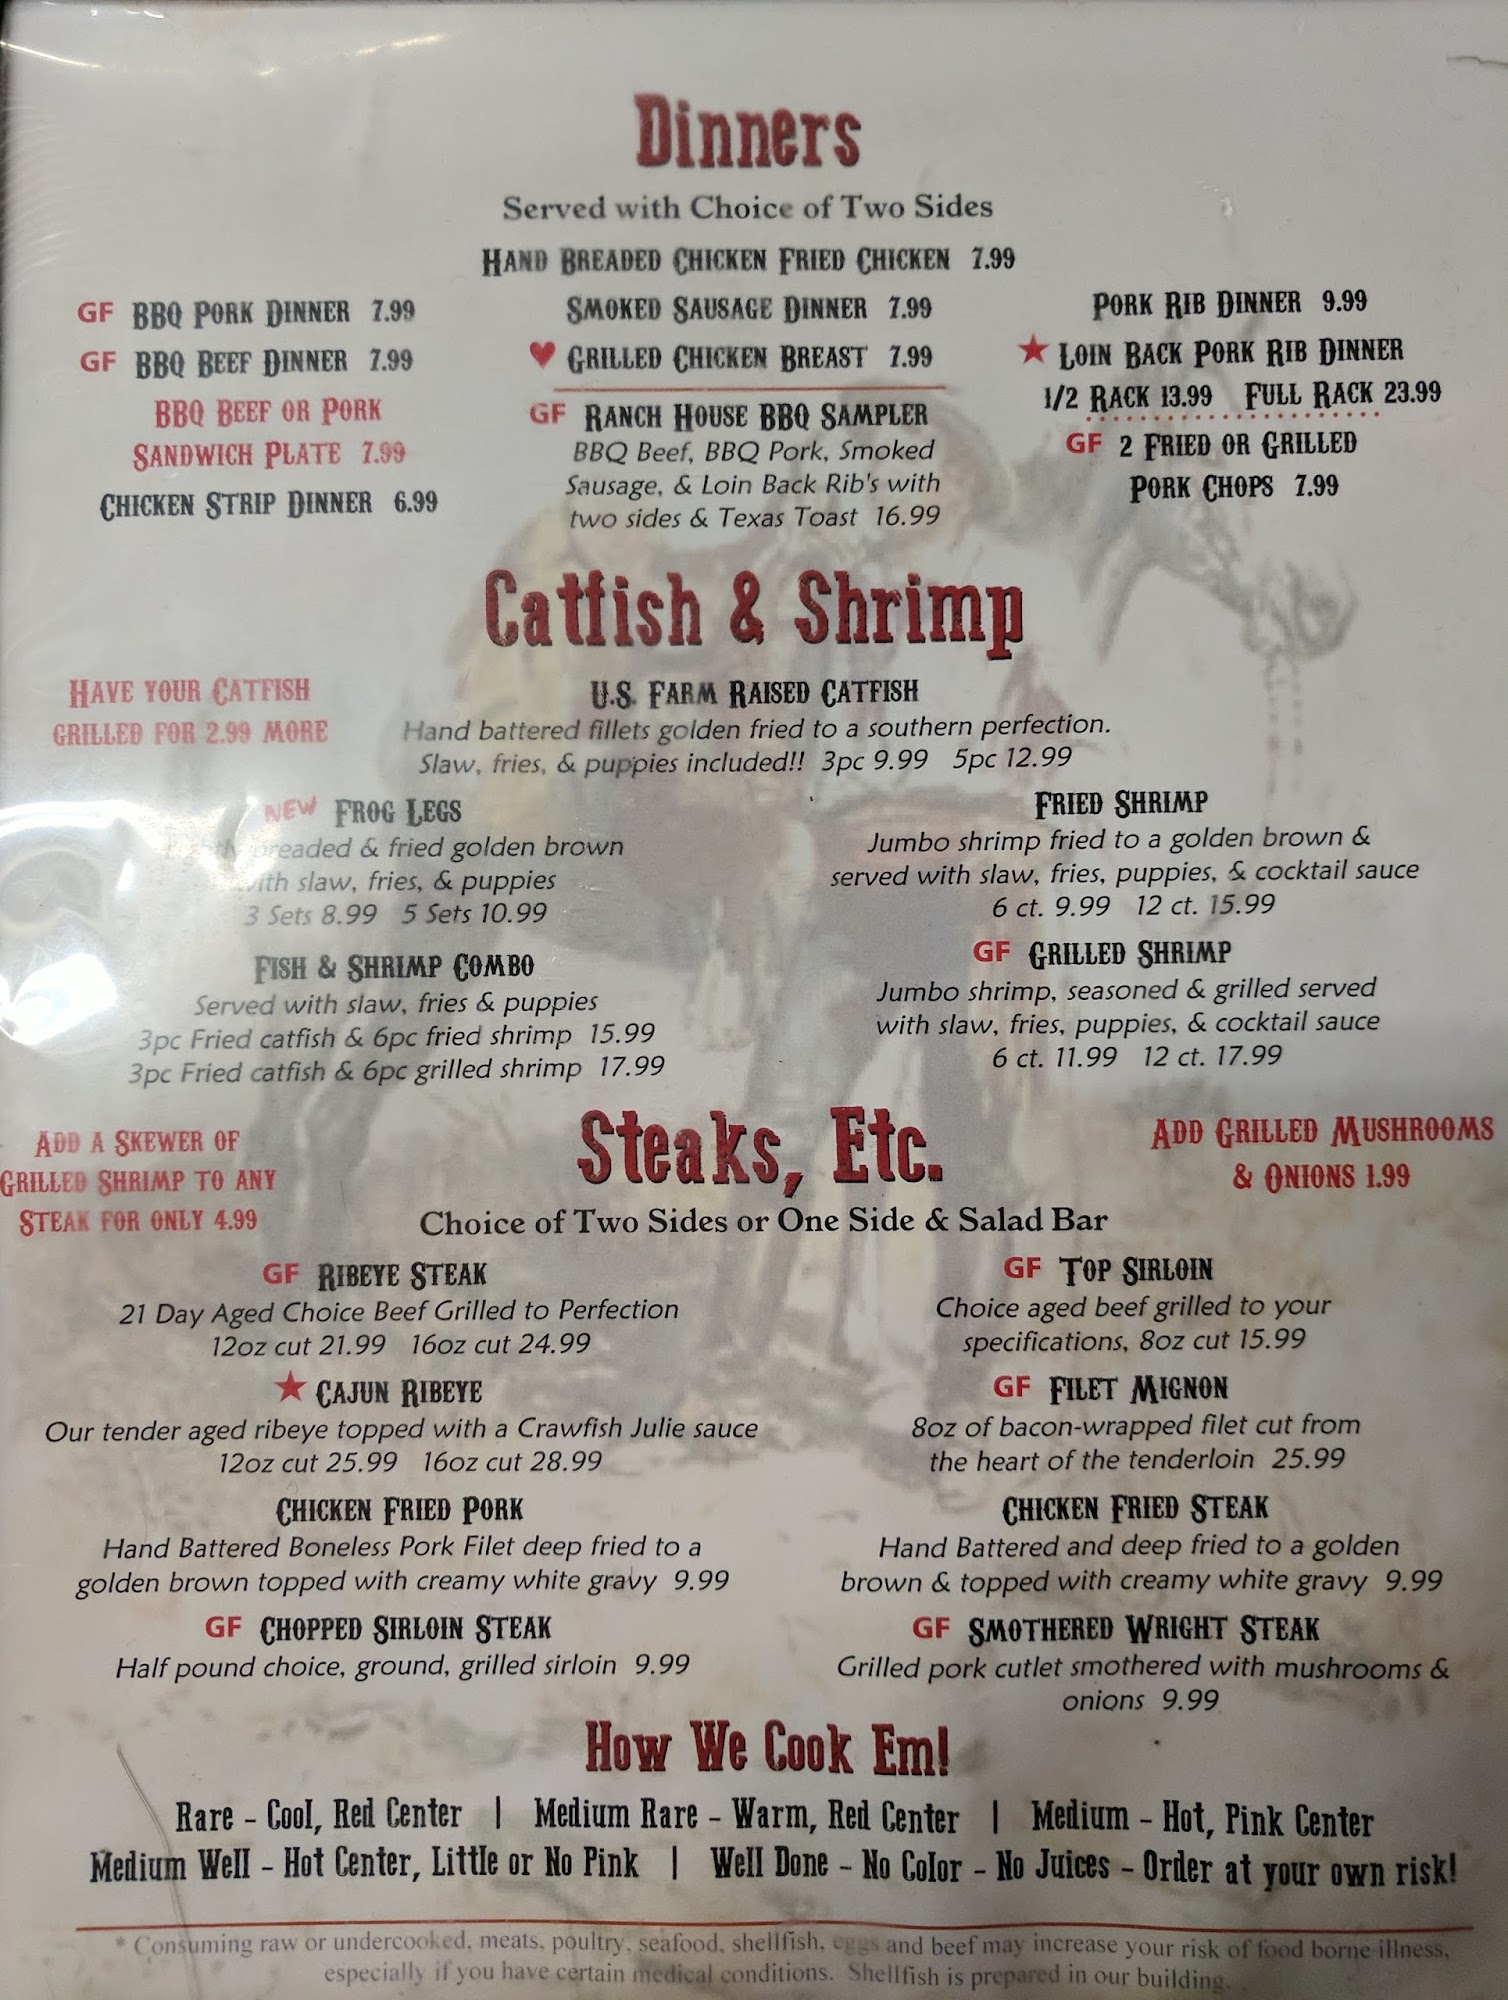 Dinners
Served with Choice of Two Sides
Hand Breaded Chicken Fried Chicken 7.99
GF BBQ Pork Dinner 7.99
GF BBQ Beef Dinner 7.99
BBQ Beef or Pork
Sandwich Plate 7.99
Chicken Strip Dinner 6.99
Smoked Sausage Dinner 7.99
♥ Grilled Chicken Breast 7.99
GF Ranch House BBQ Sampler
BBQ Beef, BBQ Pork, Smoked
Sausage, & Loin Back Rib's with
two sides & Texas Toast 16.99
Pork Rib Dinner 9.99
★ Loin Back Pork Rib Dinner
1/2 Rack 13.99 Full Rack 23.99
GF 2 Fried or Grilled
Pork Chops 7.99
Catfish & Shrimp
Have your Catfish
grilled for 2.99 more
U.S. Farm Raised Catfish
Hand battered fillets golden fried to a southern perfection.
Slaw, fries, & puppies included!! 3pc 9.99 5pc 12.99
NEW Frog Legs
breaded & fried golden brown
with slaw, fries, & puppies
3 Sets 8.99 5 Sets 10.99
Fish & Shrimp Combo
Served with slaw, fries & puppies
3pc Fried catfish & 6pc fried shrimp 15.99
3pc Fried catfish & 6pc grilled shrimp 17.99
Fried Shrimp
Jumbo shrimp fried to a golden brown &
served with slaw, fries, puppies, & cocktail sauce
6 ct. 9.99 12 ct. 15.99
GF Grilled Shrimp
Jumbo shrimp, seasoned & grilled served
with slaw, fries, puppies, & cocktail sauce
6 ct. 11.99 12 ct. 17.99
Add a Skewer of
Grilled Shrimp to any
Steak for only 4.99
Steaks, Etc.
Choice of Two Sides or One Side & Salad Bar
Add Grilled Mushrooms
& Onions 1.99
GF Ribeye Steak
21 Day Aged Choice Beef Grilled to Perfection
12oz cut 21.99 16oz cut 24.99
★ Cajun Ribeye
Our tender aged ribeye topped with a Crawfish Julie sauce
12oz cut 25.99 16oz cut 28.99
Chicken Fried Pork
Hand Battered Boneless Pork Filet deep fried to a
golden brown topped with creamy white gravy 9.99
GF Chopped Sirloin Steak
Half pound choice, ground, grilled sirloin 9.99
GF Top Sirloin
Choice aged beef grilled to your
specifications, 8oz cut 15.99
GF Filet Mignon
8oz of bacon-wrapped filet cut from
the heart of the tenderloin 25.99
Chicken Fried Steak
Hand Battered and deep fried to a golden
brown & topped with creamy white gravy 9.99
GF Smothered Wright Steak
Grilled pork cutlet smothered with mushrooms &
onions 9.99
How We Cook Em!
Rare - Cool, Red Center | Medium Rare - Warm, Red Center | Medium - Hot, Pink Center
Medium Well - Hot Center, Little or No Pink | Well Done - No Color - No Juices - Order at your own risk!
* Consuming raw or undercooked, meats, poultry, seafood, shellfish, eggs and beef may increase your risk of food borne illness,
especially if you have certain medical conditions. Shellfish is prepared in our building.